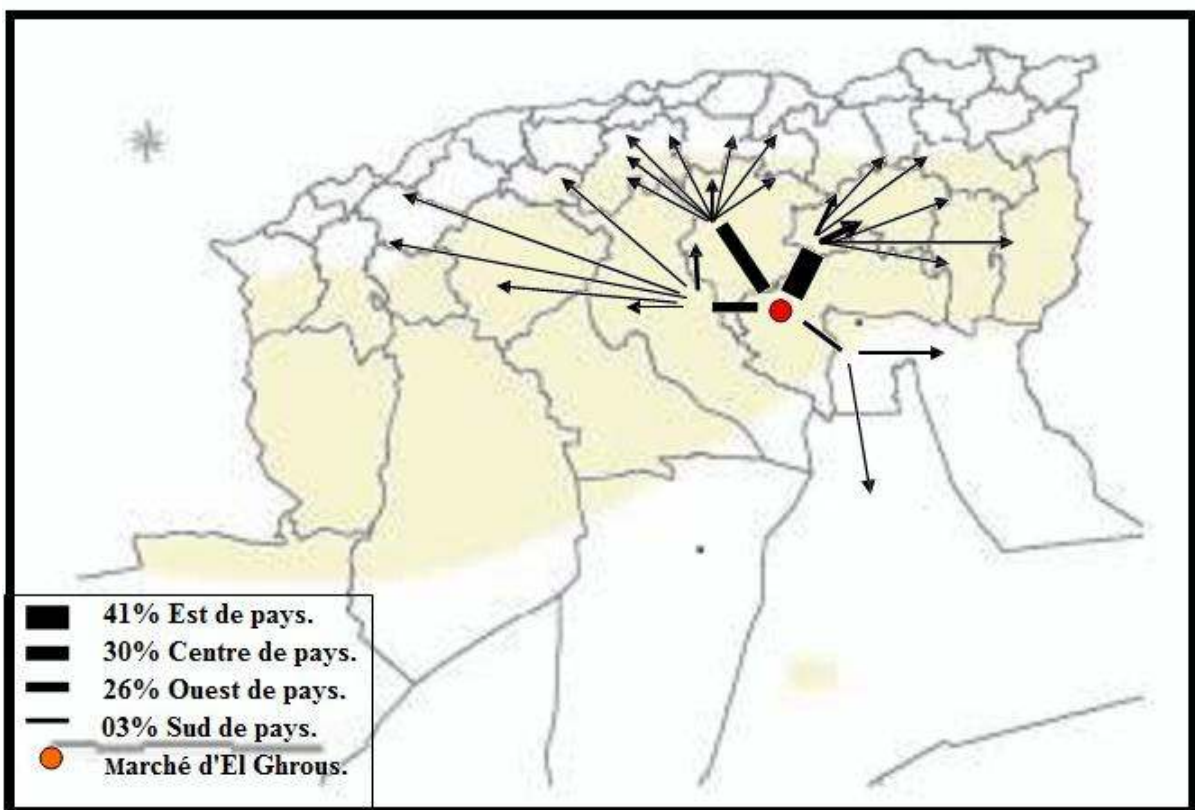 41% Est de pays.
30% Centre de pays.
26% Ouest de pays.
03% Sud de pays.
Marché d'El Ghrous.